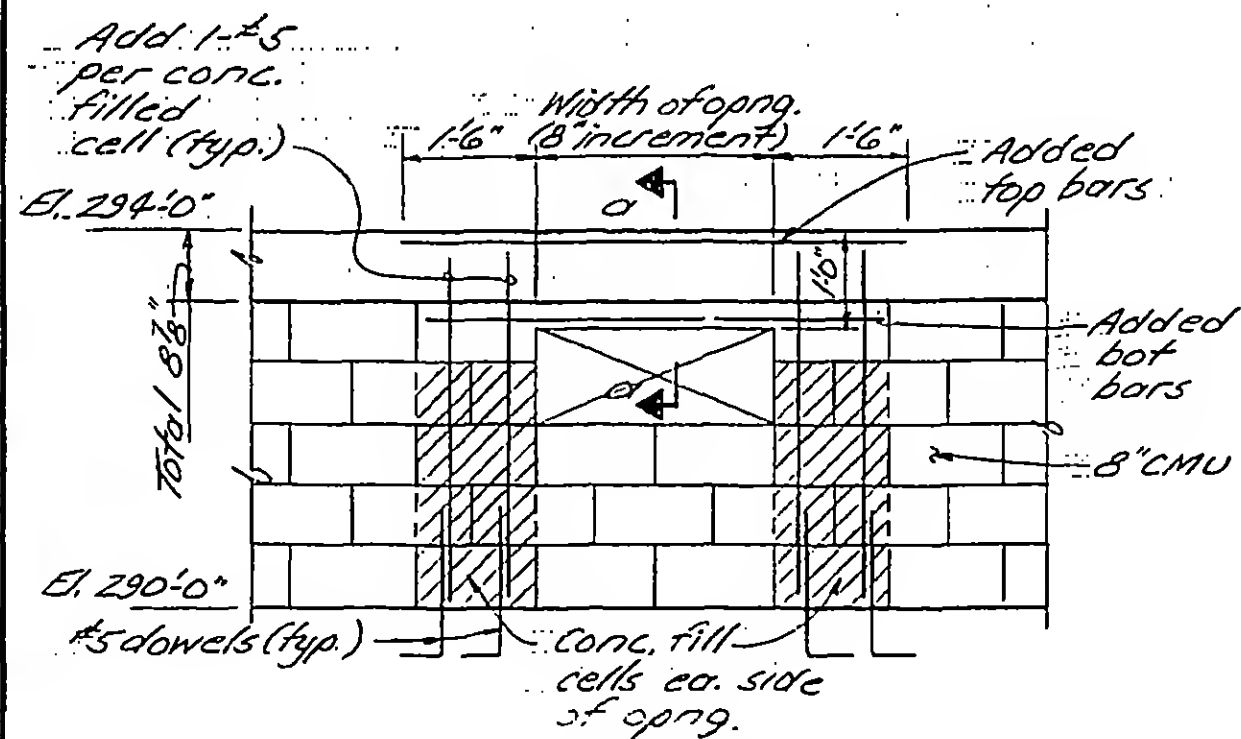 Add 1-#5
per conc.
filled
cell (typ.)
Width of opng.
1'-6" (8" increment) 1'-6"
Added
top bars
a
El. 294'-0"
1'-0"
Total 8 7/8"
Added
bot
bars
a
8" CMU
El. 290'-0"
#5 dowels (typ.)
Conc. fill
cells ea. side
of opng.